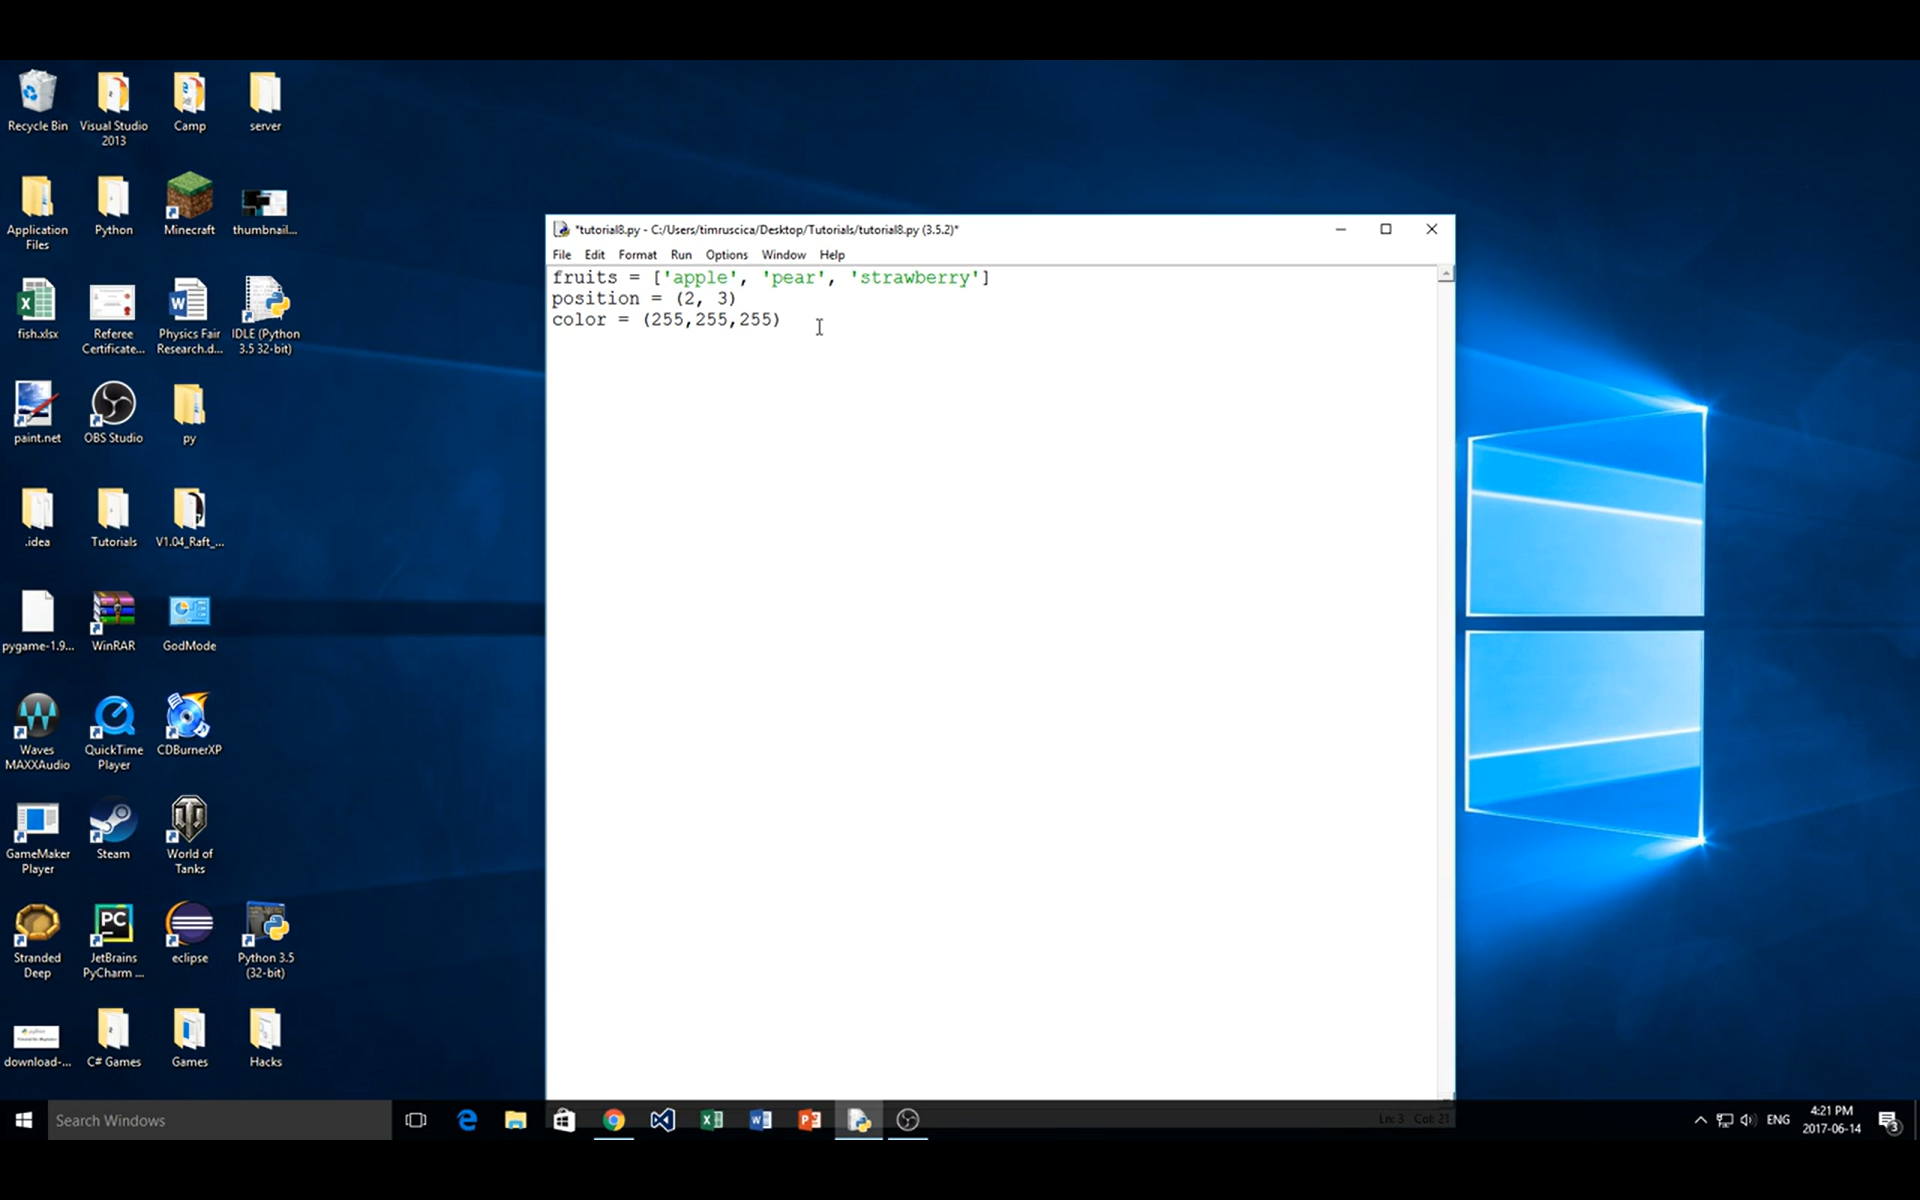 Recycle Bin
Visual Studio
2013
Camp
server
Application
Files
Python
Minecraft
thumbnail...
fish.xlsx
Referee
Certificate...
Physics Fair
Research.d...
IDLE (Python
3.5 32-bit)
paint.net
OBS Studio
py
.idea
Tutorials
V1.04_Raft_...
pygame-1.9...
WinRAR
GodMode
Waves
MAXXAudio
QuickTime
Player
CDBurnerXP
GameMaker
Player
Steam
World of
Tanks
Stranded
Deep
JetBrains
PyCharm ...
eclipse
Python 3.5
(32-bit)
download-...
C# Games
Games
Hacks
*tutorial8.py - C:/Users/timruscica/Desktop/Tutorials/tutorial8.py (3.5.2)*
File Edit Format Run Options Window Help
fruits = ['apple', 'pear', 'strawberry']
position = (2, 3)
color = (255,255,255)
Ln: 3 Col: 21
Search Windows
ENG
4:21 PM
2017-06-14
3